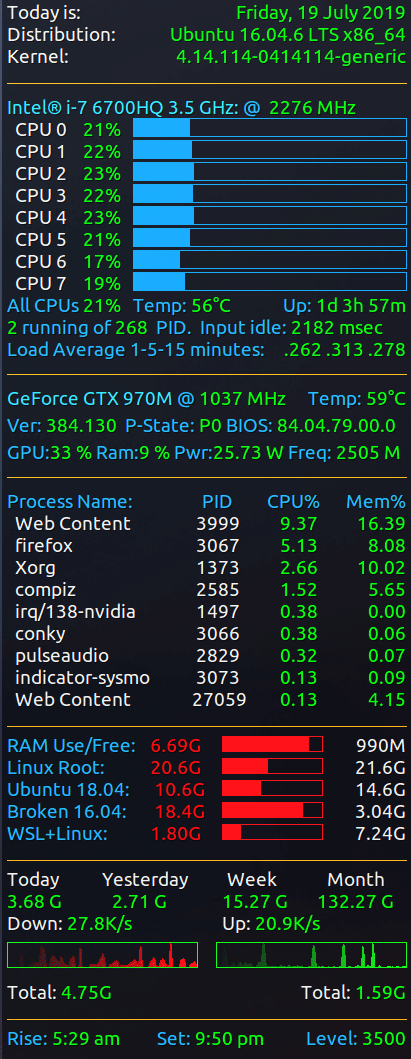 Today is: Friday, 19 July 2019
Distribution: Ubuntu 16.04.6 LTS x86_64
Kernel: 4.14.114-0414114-generic
Intel® i-7 6700HQ 3.5 GHz: @ 2276 MHz
CPU 0 21%
CPU 1 22%
CPU 2 23%
CPU 3 22%
CPU 4 23%
CPU 5 21%
CPU 6 17%
CPU 7 19%
All CPUs 21% Temp: 56°C Up: 1d 3h 57m
2 running of 268 PID. Input idle: 2182 msec
Load Average 1-5-15 minutes: .262 .313 .278
GeForce GTX 970M @ 1037 MHz Temp: 59°C
Ver: 384.130 P-State: P0 BIOS: 84.04.79.00.0
GPU:33 % Ram:9 % Pwr:25.73 W Freq: 2505 M
Process Name: PID CPU% Mem%
Web Content 3999 9.37 16.39
firefox 3067 5.13 8.08
Xorg 1373 2.66 10.02
compiz 2585 1.52 5.65
irq/138-nvidia 1497 0.38 0.00
conky 3066 0.38 0.06
pulseaudio 2829 0.32 0.07
indicator-sysmo 3073 0.13 0.09
Web Content 27059 0.13 4.15
RAM Use/Free: 6.69G 990M
Linux Root: 20.6G 21.6G
Ubuntu 18.04: 10.6G 14.6G
Broken 16.04: 18.4G 3.04G
WSL+Linux: 1.80G 7.24G
Today Yesterday Week Month
3.68 G 2.71 G 15.27 G 132.27 G
Down: 27.8K/s Up: 20.9K/s
Total: 4.75G Total: 1.59G
Rise: 5:29 am Set: 9:50 pm Level: 3500